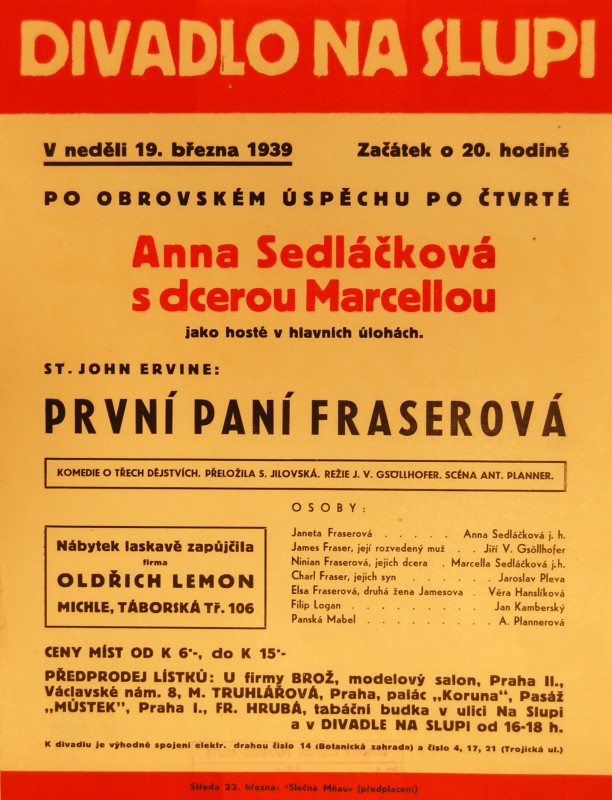 DIVADLO NA SLUPI
V neděli 19. března 1939 Začátek o 20. hodině
PO OBROVSKÉM ÚSPĚCHU PO ČTVRTÉ
Anna Sedláčková
s dcerou Marcellou
jako hosté v hlavních úlohách.
ST. JOHN ERVINE:
PRVNÍ PANÍ FRASEROVÁ
KOMEDIE O TŘECH DĚJSTVÍCH. PŘELOŽILA S. JILOVSKÁ. REŽIE J. V. GSÖLLHOFER. SCÉNA ANT. PLANNER.
Nábytek laskavě zapůjčila
firma
OLDŘICH LEMON
MICHLE, TÁBORSKÁ TŘ. 106
OSOBY:
Janeta Fraserová . . . . . Anna Sedláčková j. h.
James Fraser, její rozvedený muž . . Jiří V. Gsöllhofer
Ninian Fraserová, jejich dcera . Marcella Sedláčková j.h.
Charl Fraser, jejich syn . . . . . Jaroslav Pleva
Elsa Fraserová, druhá žena Jamesova . Věra Hanslíková
Filip Logan . . . . . . . . Jan Kamberský
Panská Mabel . . . . . . . . A. Plannerová
CENY MÍST OD K 6·-, do K 15·-
PŘEDPRODEJ LÍSTKŮ: U firmy BROŽ, modelový salon, Praha II.,
Václavské nám. 8, M. TRUHLÁŘOVÁ, Praha, palác „Koruna", Pasáž
„MŮSTEK", Praha I., FR. HRUBÁ, tabáční budka v ulici Na Slupi
a v DIVADLE NA SLUPI od 16-18 h.
K divadlu je výhodné spojení elektr. drahou číslo 14 (Botanická zahrada) a čislo 4, 17, 21 (Trojická ul.)
Středa 22. března: »Slečna Mňau« (předplacení)